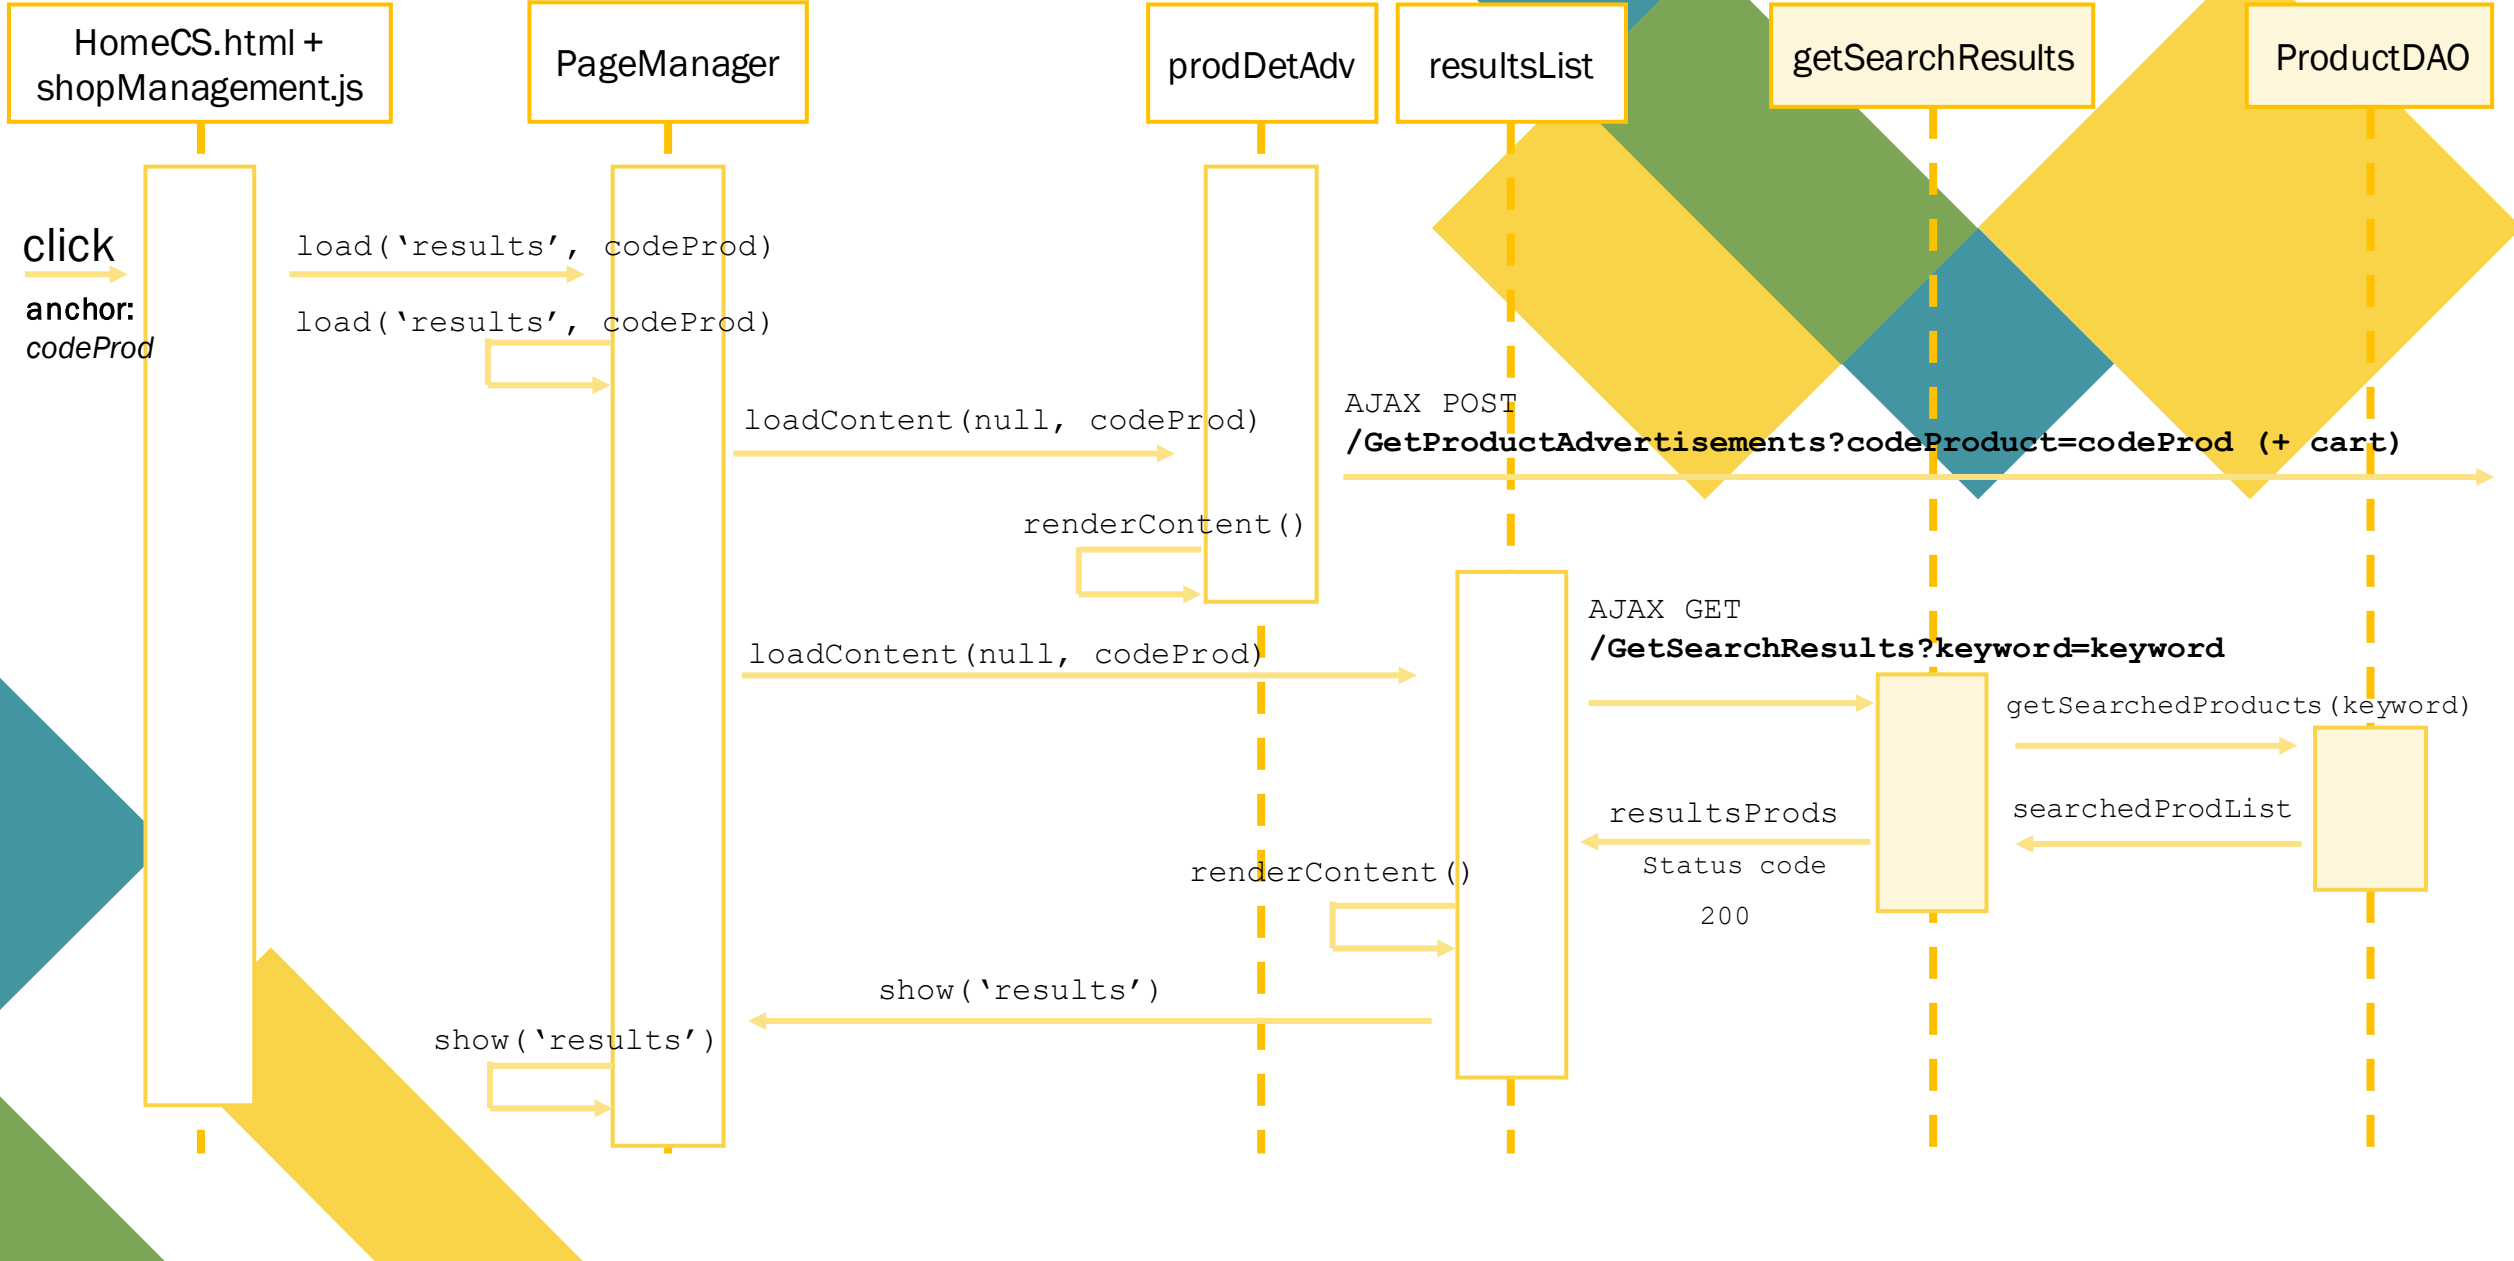 HomeCS.html +
shopManagement.js
PageManager
prodDetAdv
resultsList
getSearchResults
ProductDAO
click
anchor:
codeProd
load(‘results’, codeProd)
load(‘results’, codeProd)
loadContent(null, codeProd)
AJAX POST
/GetProductAdvertisements?codeProduct=codeProd (+ cart)
renderContent()
AJAX GET
/GetSearchResults?keyword=keyword
loadContent(null, codeProd)
getSearchedProducts(keyword)
resultsProds
searchedProdList
Status code
200
renderContent()
show(‘results’)
show(‘results’)